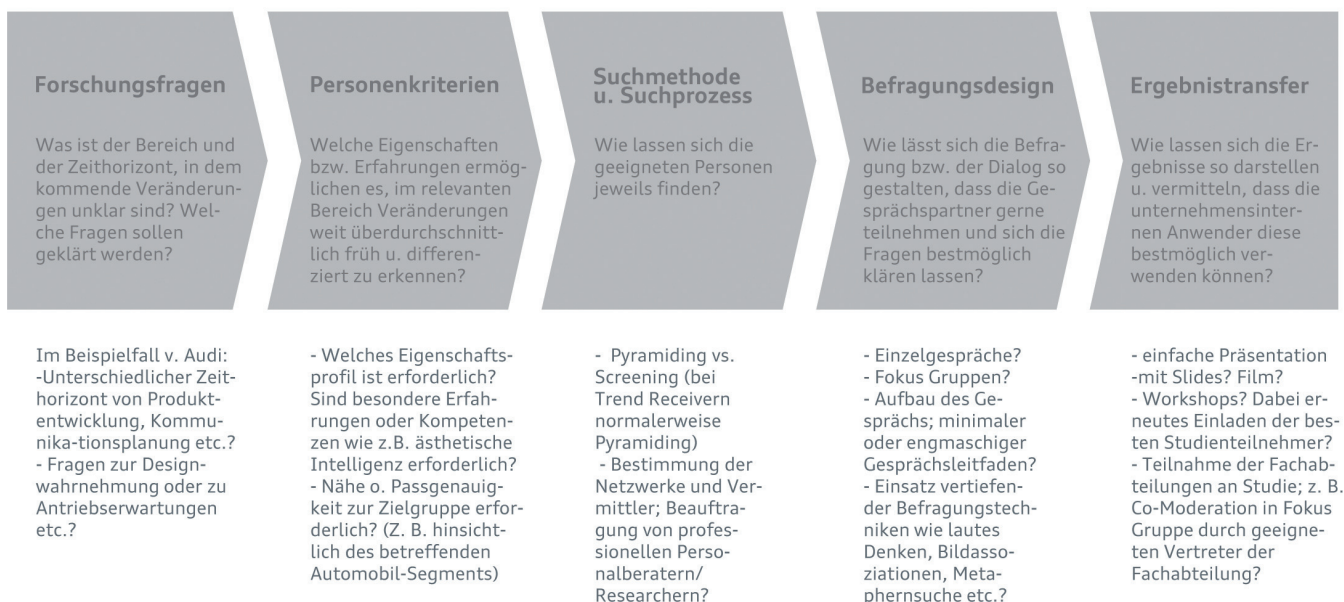 Forschungsfragen
Was ist der Bereich und
der Zeithorizont, in dem
kommende Veränderun-
gen unklar sind? Wel-
che Fragen sollen
geklärt werden?
Im Beispielfall v. Audi:
-Unterschiedlicher Zeit-
horizont von Produkt-
entwicklung, Kommu-
nika-tionsplanung etc.?
- Fragen zur Design-
wahrnehmung oder zu
Antriebserwartungen
etc.?
Personenkriterien
Welche Eigenschaften
bzw. Erfahrungen ermög-
lichen es, im relevanten
Bereich Veränderungen
weit überdurchschnitt-
lich früh u. differen-
ziert zu erkennen?
- Welches Eigenschafts-
profil ist erforderlich?
Sind besondere Erfah-
rungen oder Kompeten-
zen wie z.B. ästhetische
Intelligenz erforderlich?
- Nähe o. Passgenauig-
keit zur Zielgruppe erfor-
derlich? (Z. B. hinsicht-
lich des betreffenden
Automobil-Segments)
Suchmethode
u. Suchprozess
Wie lassen sich die
geeigneten Personen
jeweils finden?
- Pyramiding vs.
Screening (bei
Trend Receivern
normalerweise
Pyramiding)
- Bestimmung der
Netzwerke und Ver-
mittler; Beauftra-
gung von profes-
sionellen Perso-
nalberatern/
Researchern?
Befragungsdesign
Wie lässt sich die Befra-
gung bzw. der Dialog so
gestalten, dass die Ge-
sprächspartner gerne
teilnehmen und sich die
Fragen bestmöglich
klären lassen?
- Einzelgespräche?
- Fokus Gruppen?
- Aufbau des Ge-
sprächs; minimaler
oder engmaschiger
Gesprächsleitfaden?
- Einsatz vertiefen-
der Befragungstech-
niken wie lautes
Denken, Bildasso-
ziationen, Meta-
phernsuche etc.?
Ergebnistransfer
Wie lassen sich die Er-
gebnisse so darstellen
u. vermitteln, dass die
unternehmensinter-
nen Anwender diese
bestmöglich ver-
wenden können?
- einfache Präsentation
-mit Slides? Film?
- Workshops? Dabei er-
neutes Einladen der bes-
ten Studienteilnehmer?
- Teilnahme der Fachab-
teilungen an Studie; z. B.
Co-Moderation in Fokus
Gruppe durch geeigne-
ten Vertreter der
Fachabteilung?